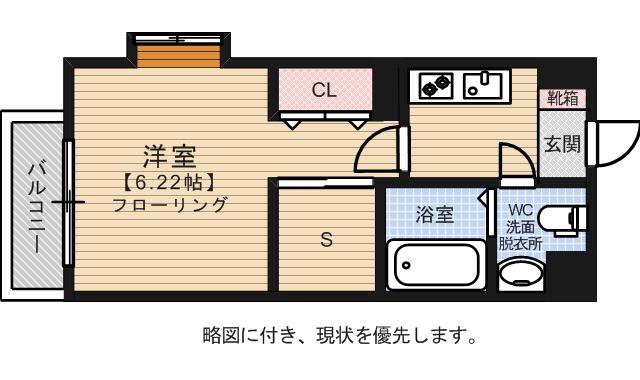 CL
靴箱
玄関
洋室
【6.22帖】
フローリング
バルコニー
S
浴室
WC
洗面
脱衣所
略図に付き、現状を優先します。